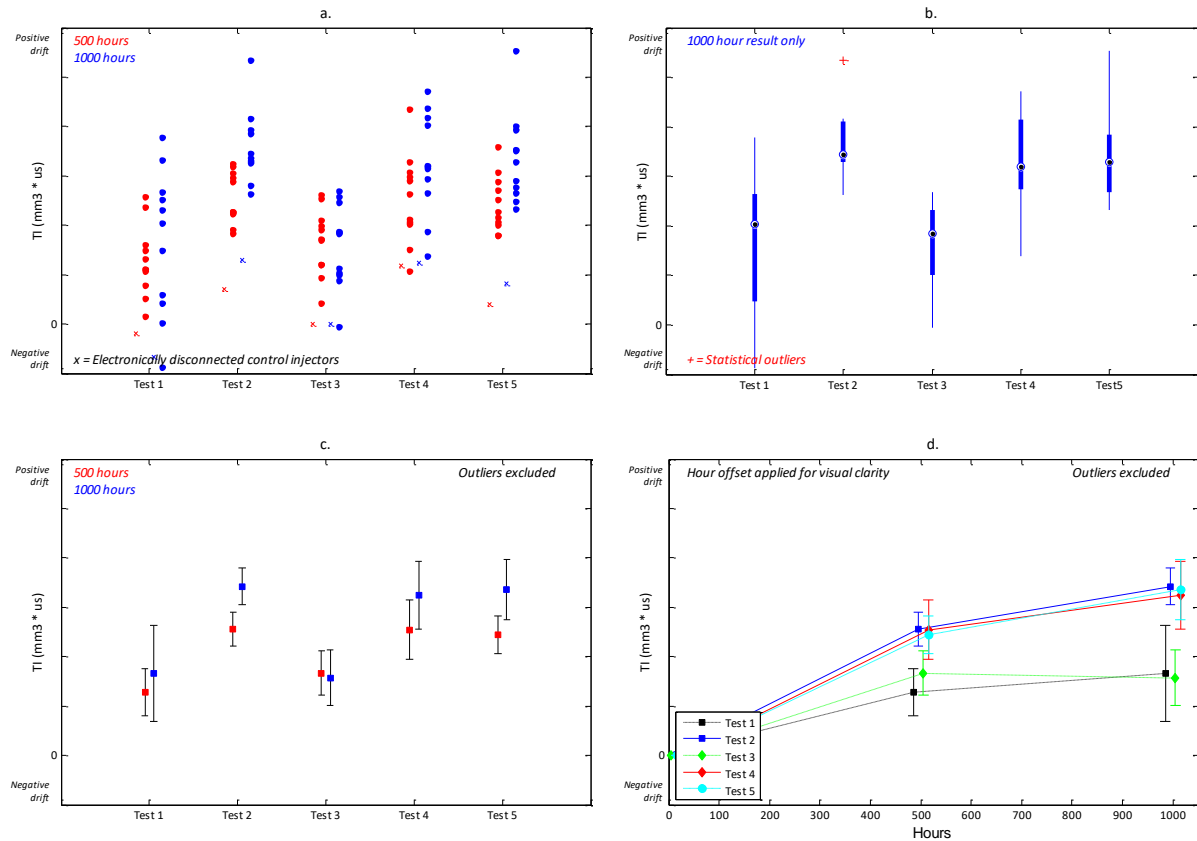 a.
Positive
drift
500 hours
1000 hours
TI (mm3 * us)
0
Negative
drift
x = Electronically disconnected control injectors
Test 1
Test 2
Test 3
Test 4
Test 5
b.
Positive
drift
1000 hour result only
TI (mm3 * us)
0
Negative
drift
+ = Statistical outliers
Test 1
Test 2
Test 3
Test 4
Test5
c.
Positive
drift
500 hours
1000 hours
Outliers excluded
TI (mm3 * us)
0
Negative
drift
Test 1
Test 2
Test 3
Test 4
Test 5
d.
Positive
drift
Hour offset applied for visual clarity
Outliers excluded
TI (mm3 * us)
0
Negative
drift
Test 1
Test 2
Test 3
Test 4
Test 5
0 100 200 300 400 500 600 700 800 900 1000
Hours